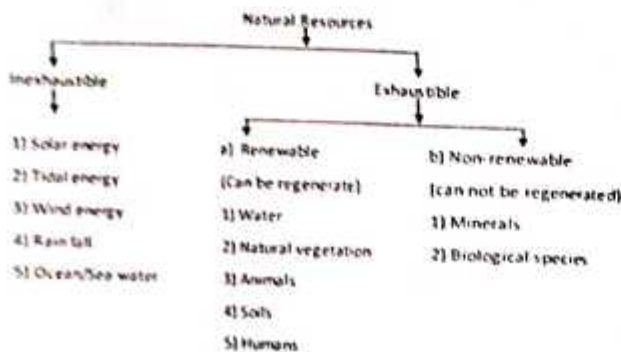 Natural Resources
Inexhaustible
1) Solar energy
2) Tidal energy
3) Wind energy
4) Rain fall
5) Ocean/Sea water
Exhaustible
a) Renewable
(Can be regenerate)
1) Water
2) Natural vegetation
3) Animals
4) Soils
5) Humans
b) Non-renewable
(can not be regenerated)
1) Minerals
2) Biological species